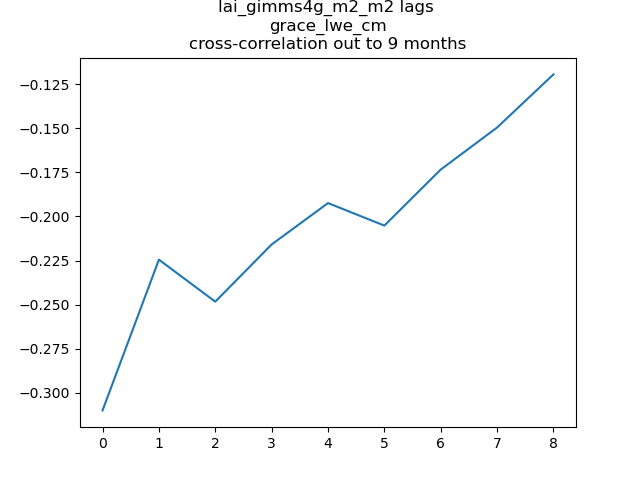 lai_gimms4g_m2_m2 lags
grace_lwe_cm
cross-correlation out to 9 months
−0.125
−0.150
−0.175
−0.200
−0.225
−0.250
−0.275
−0.300
0 1 2 3 4 5 6 7 8